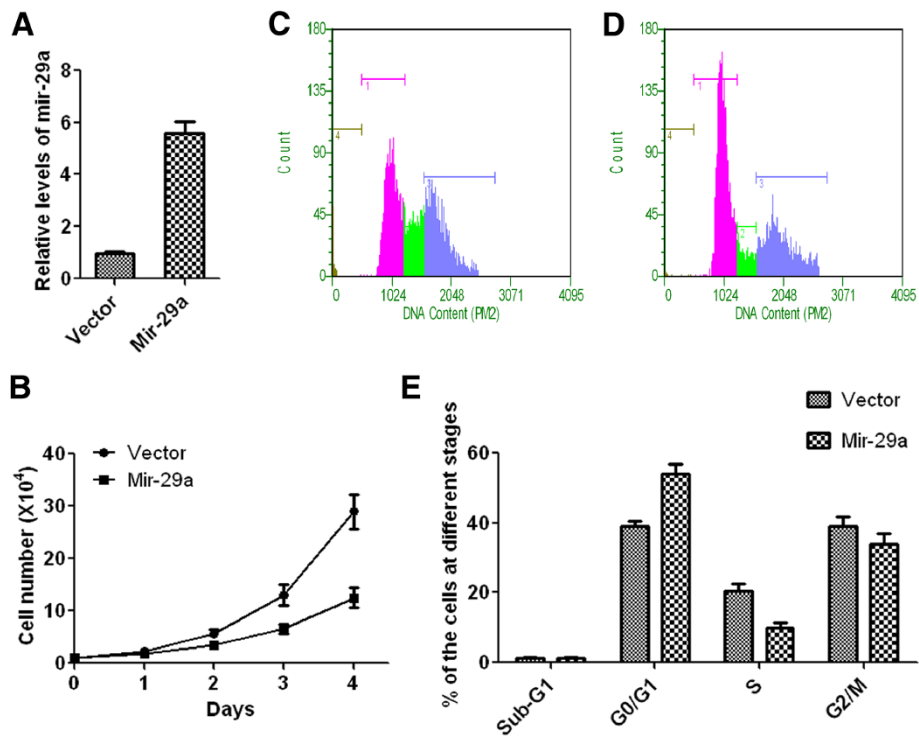 A
Relative levels of mir-29a
8
6
4
2
0
Vector
Mir-29a
C
Count
180
135
90
45
0
1
4
3
0
1024
2048
3071
4095
DNA Content (PM2)
D
Count
180
135
90
45
0
1
4
2
3
0
1024
2048
3071
4095
DNA Content (PM2)
B
Vector
Mir-29a
Cell number (X10⁴)
40
30
20
10
0
0
1
2
3
4
Days
E
Vector
Mir-29a
% of the cells at different stages
60
40
20
0
Sub-G1
G0/G1
S
G2/M